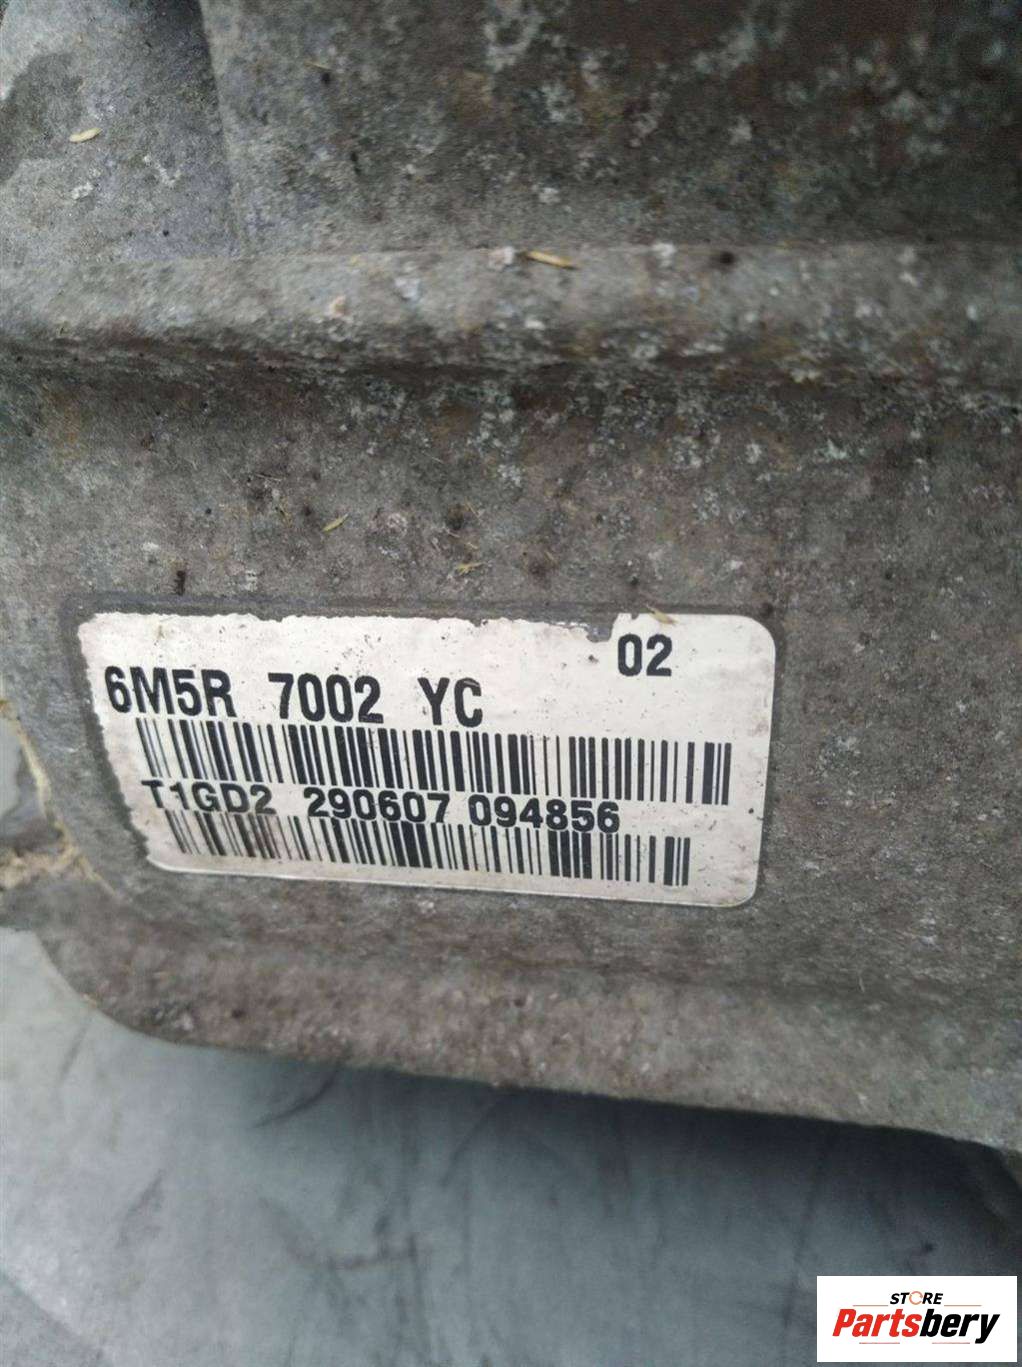 02
6M5R 7002 YC
T1GD2 290607 094856
STORE
Partsbery